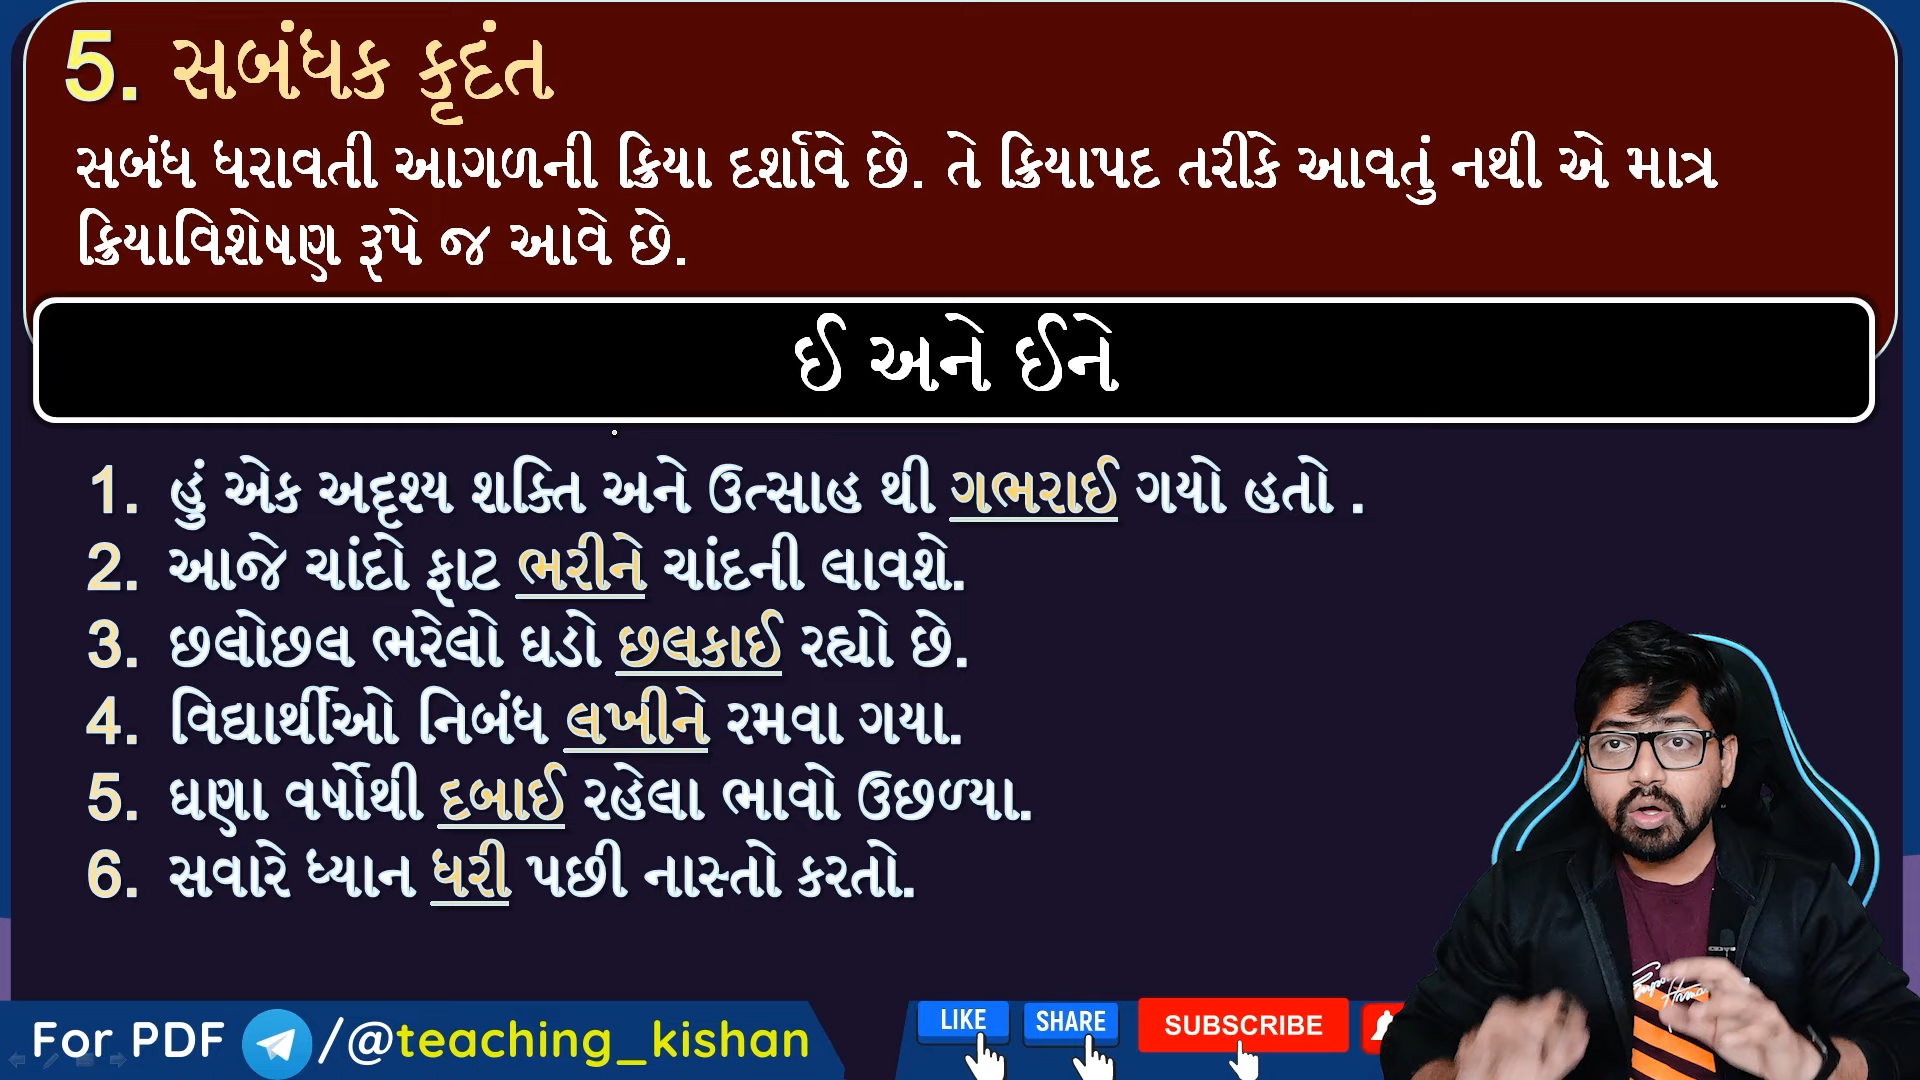 5. સબંધક કૃદંત
સબંધ ધરાવતી આગળની ક્રિયા દર્શાવે છે. તે ક્રિયાપદ તરીકે આવતું નથી એ માત્ર
ક્રિયાવિશેષણ રૂપે જ આવે છે.
ઈ અને ઈને
1. હું એક અદૃશ્ય શક્તિ અને ઉત્સાહ થી ગભરાઈ ગયો હતો .
2. આજે ચાંદો ફાટ ભરીને ચાંદની લાવશે.
3. છલોછલ ભરેલો ઘડો છલકાઈ રહ્યો છે.
4. વિદ્યાર્થીઓ નિબંધ લખીને રમવા ગયા.
5. ઘણા વર્ષોથી દબાઈ રહેલા ભાવો ઉછળ્યા.
6. સવારે ધ્યાન ધરી પછી નાસ્તો કરતો.
For PDF /@teaching_kishan
LIKE SHARE SUBSCRIBE